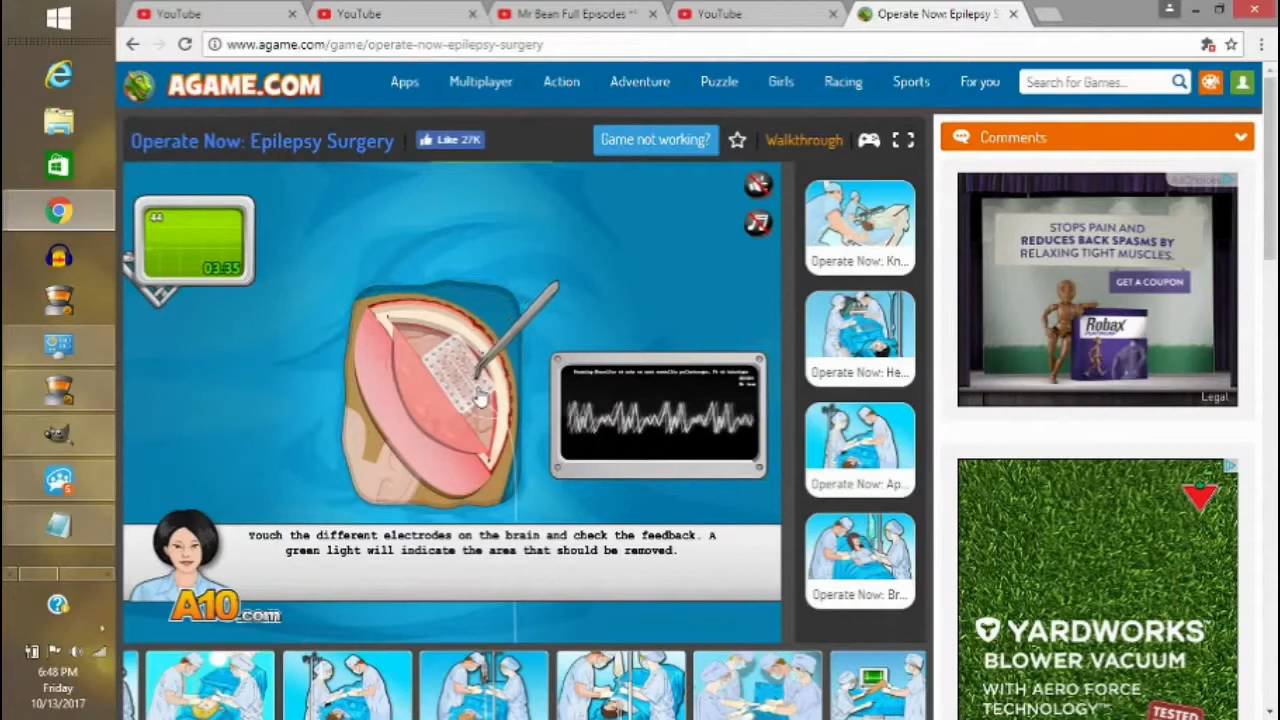 YouTube
YouTube
Mr Bean Full Episodes
YouTube
Operate Now: Epilepsy S
www.agame.com/game/operate-now-epilepsy-surgery
AGAME.COM
Apps
Multiplayer
Action
Adventure
Puzzle
Girls
Racing
Sports
For you
Search for Games...
Operate Now: Epilepsy Surgery
Like 27K
Game not working?
Walkthrough
Comments
44
03:35
Operate Now: Kn...
Operate Now: He...
Operate Now: Ap...
Operate Now: Br...
AdChoices
STOPS PAIN AND
REDUCES BACK SPASMS BY
RELAXING TIGHT MUSCLES.
GET A COUPON
Robax
Legal
Touch the different electrodes on the brain and check the feedback. A
green light will indicate the area that should be removed.
A10.com
YARDWORKS
BLOWER VACUUM
WITH AERO FORCE
TECHNOLOGY™
TESTED
5
6:48 PM
Friday
10/13/2017